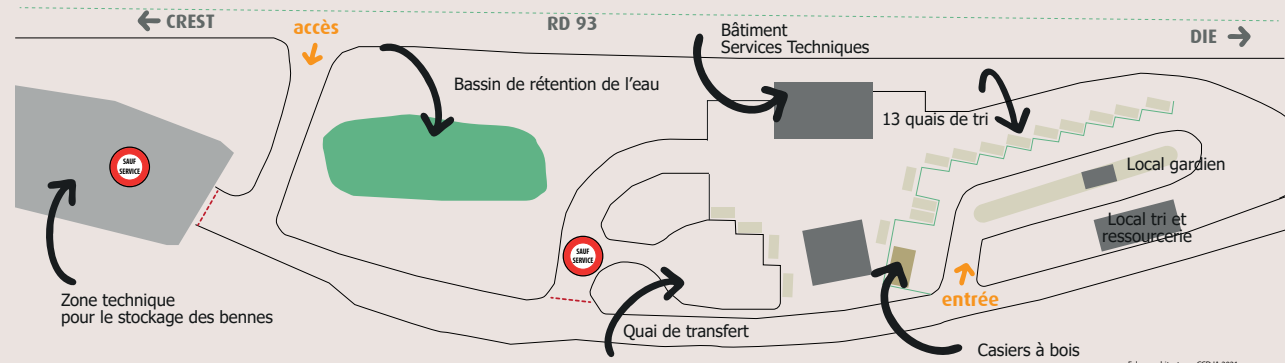 CREST
RD 93
DIE
accès
Bâtiment
Services Techniques
Bassin de rétention de l'eau
13 quais de tri
Local gardien
SAUF
SERVICE
Local tri et
ressourcerie
SAUF
SERVICE
entrée
Zone technique
pour le stockage des bennes
Quai de transfert
Casiers à bois